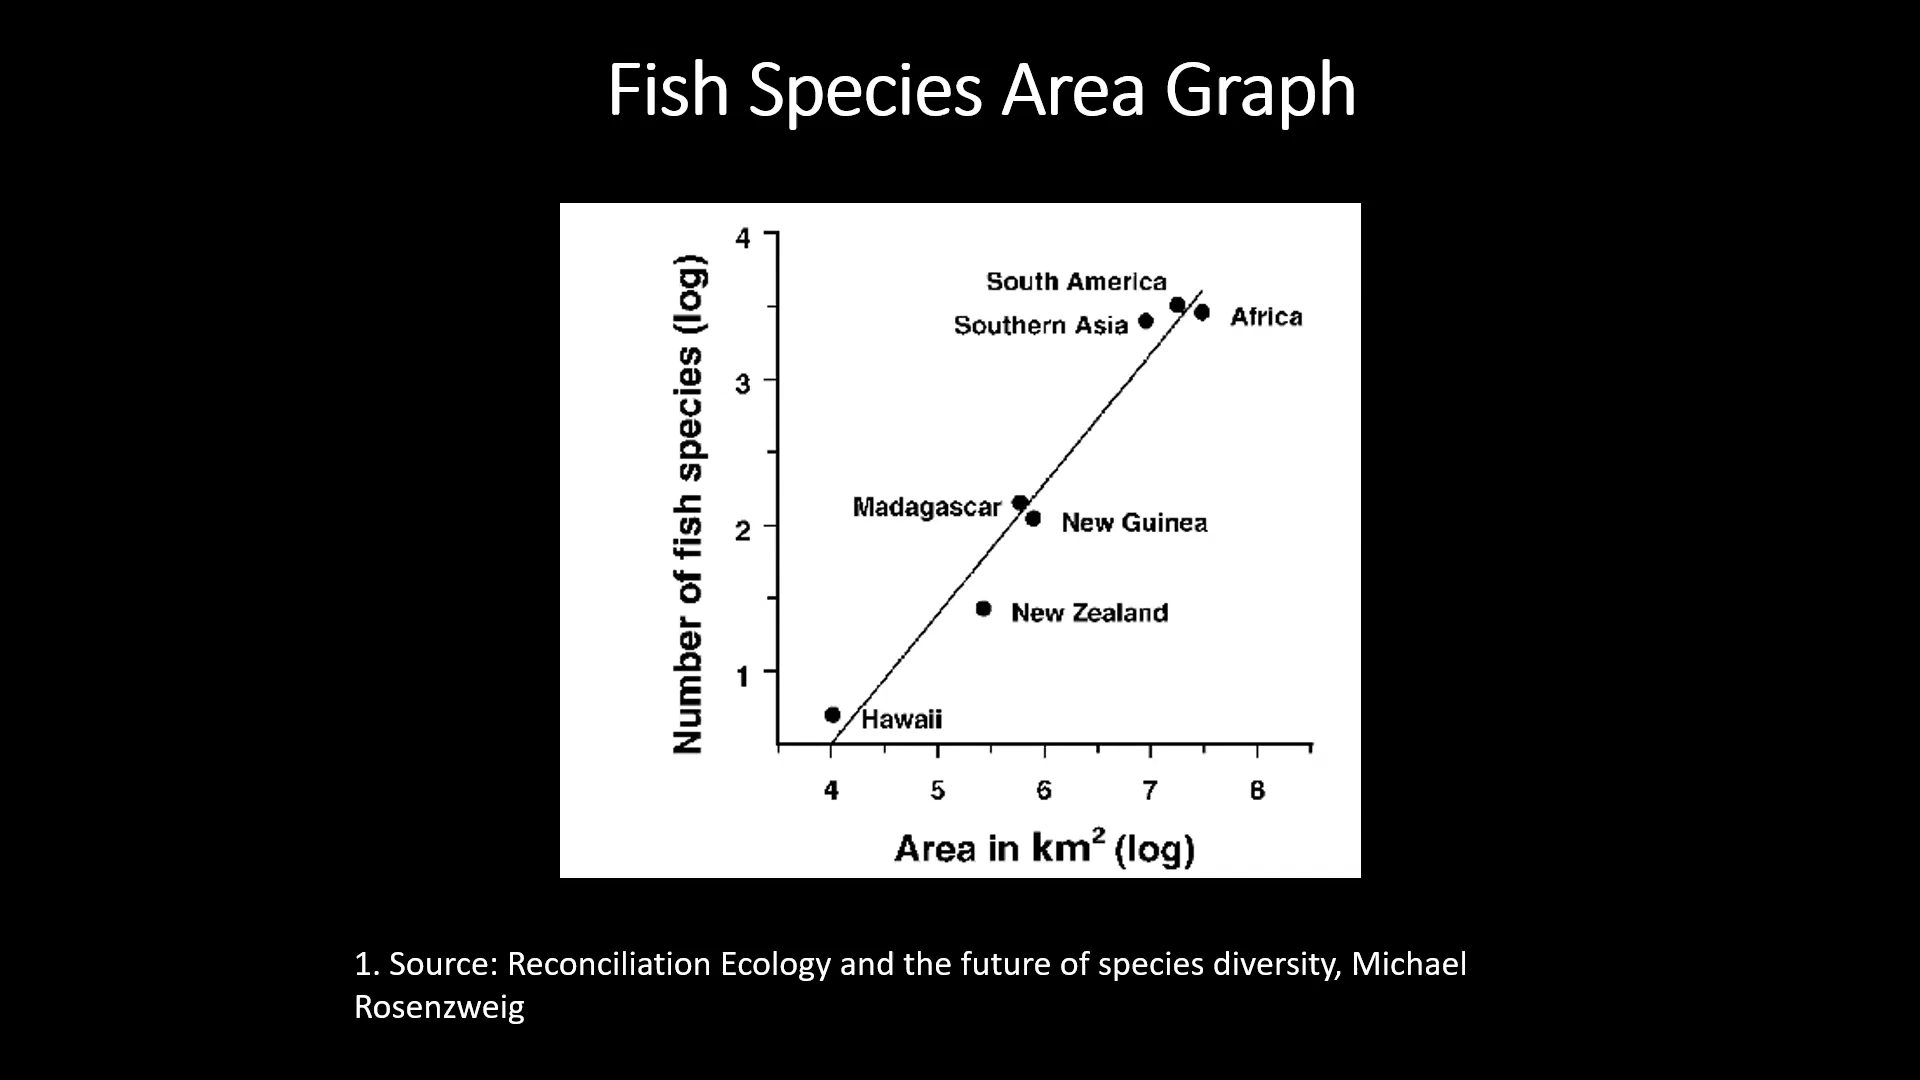 Fish Species Area Graph
Number of fish species (log)
4
3
2
1
South America
Southern Asia
Africa
Madagascar
New Guinea
New Zealand
Hawaii
4 5 6 7 8
Area in km² (log)
1. Source: Reconciliation Ecology and the future of species diversity, Michael
Rosenzweig